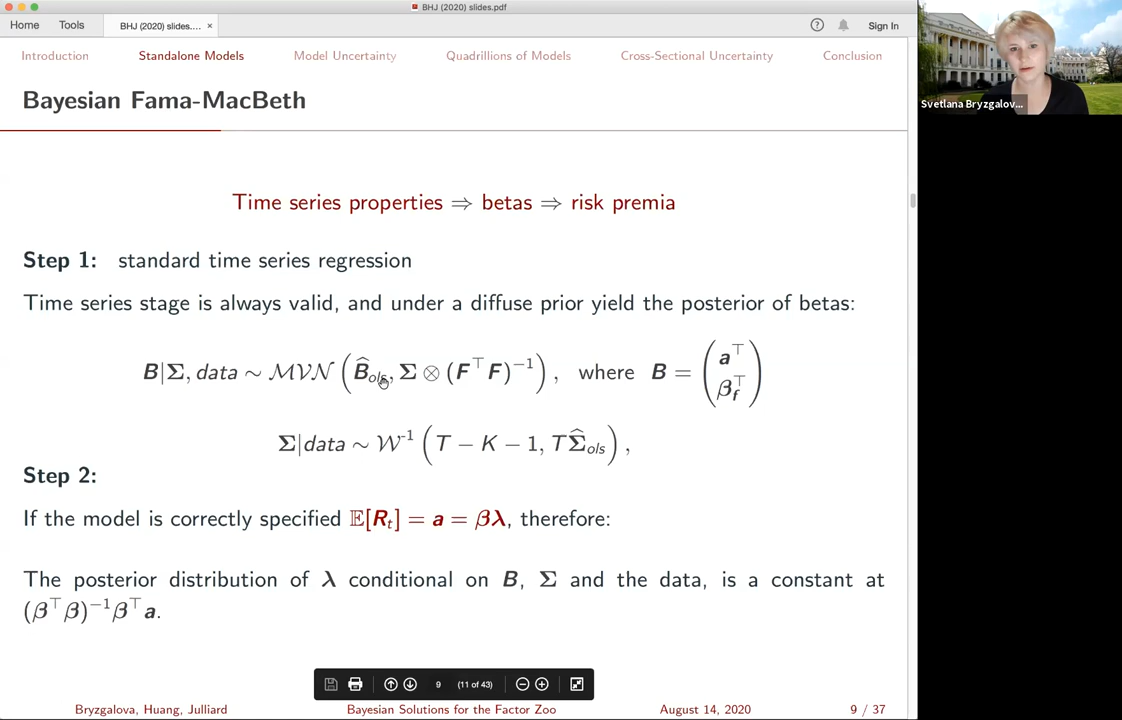 BHJ (2020) slides.pdf
Home Tools BHJ (2020) slides.... × Sign In
Introduction Standalone Models Model Uncertainty Quadrillions of Models Cross-Sectional Uncertainty Conclusion
Bayesian Fama-MacBeth
Svetlana Bryzgalov...
Time series properties ⇒ betas ⇒ risk premia
Step 1: standard time series regression
Time series stage is always valid, and under a diffuse prior yield the posterior of betas:
B|Σ, data ∼ MVN (B̂ols, Σ ⊗ (F⊤F)−1), where B = (a⊤ βf⊤)
Σ|data ∼ W-1 (T − K − 1, TΣ̂ols),
Step 2:
If the model is correctly specified 𝔼[Rt] = a = βλ, therefore:
The posterior distribution of λ conditional on B, Σ and the data, is a constant at
(β⊤β)−1β⊤a.
9 (11 of 43)
Bryzgalova, Huang, Julliard Bayesian Solutions for the Factor Zoo August 14, 2020 9 / 37